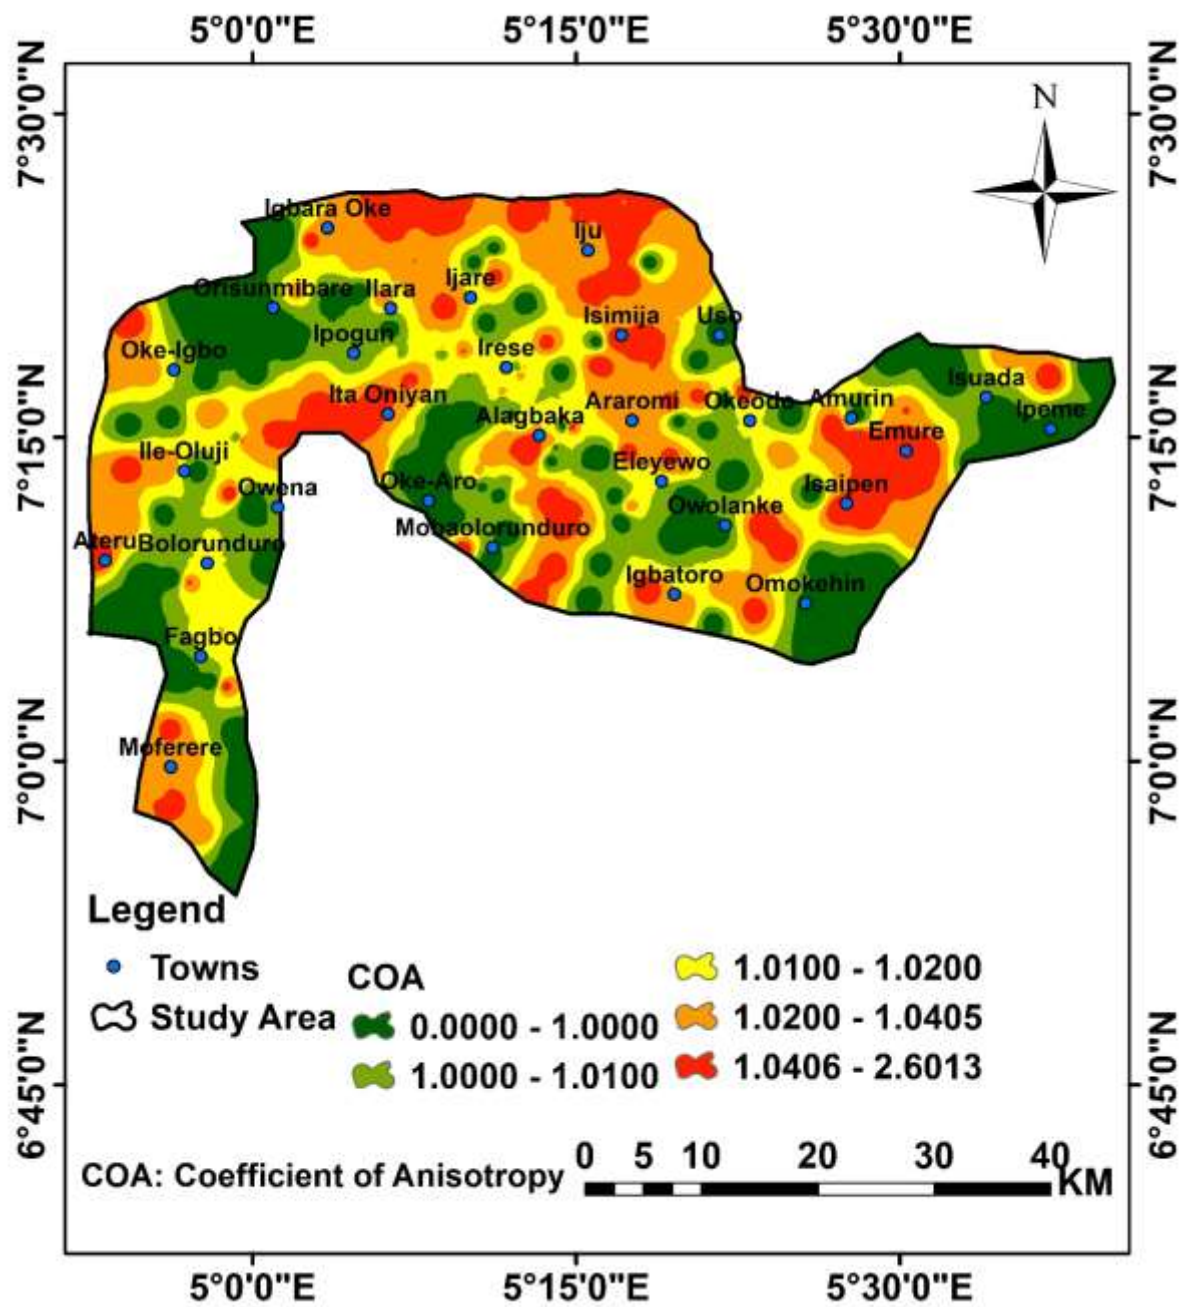 5°0'0"E 5°15'0"E 5°30'0"E
N
7°30'0"N 7°30'0"N
Igbara Oke
Iju
Ijare
Orisunmibare Ilara
Isimija Uso
Ipogun
Irese
Oke-Igbo
Isuada
Ita Oniyan
Alagbaka Araromi Okeodo Amurin
Ipeme
7°15'0"N 7°15'0"N
Emure
Ile-Oluji
Eleyewo
Oke-Aro
Owena
Isaipen
Owolanke
Mobaolorunduro
Ateru Bolorunduro
Igbatoro
Omokehin
Fagbo
Moferere
7°0'0"N 7°0'0"N
Legend
Towns
Study Area
COA
0.0000 - 1.0000
1.0000 - 1.0100
1.0100 - 1.0200
1.0200 - 1.0405
1.0406 - 2.6013
6°45'0"N 6°45'0"N
COA: Coefficient of Anisotropy
0 5 10 20 30 40
KM
5°0'0"E 5°15'0"E 5°30'0"E